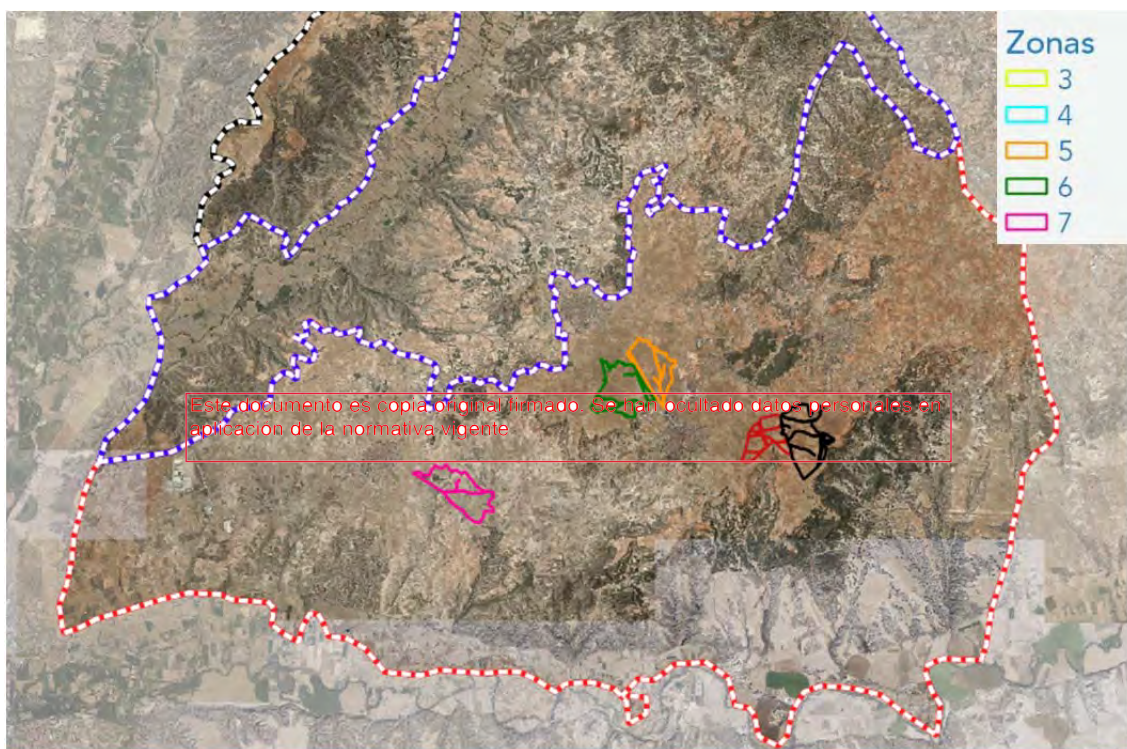 Zonas
3
4
5
6
7
Este documento es copia original firmado. Se han ocultado datos personales en
aplicación de la normativa vigente